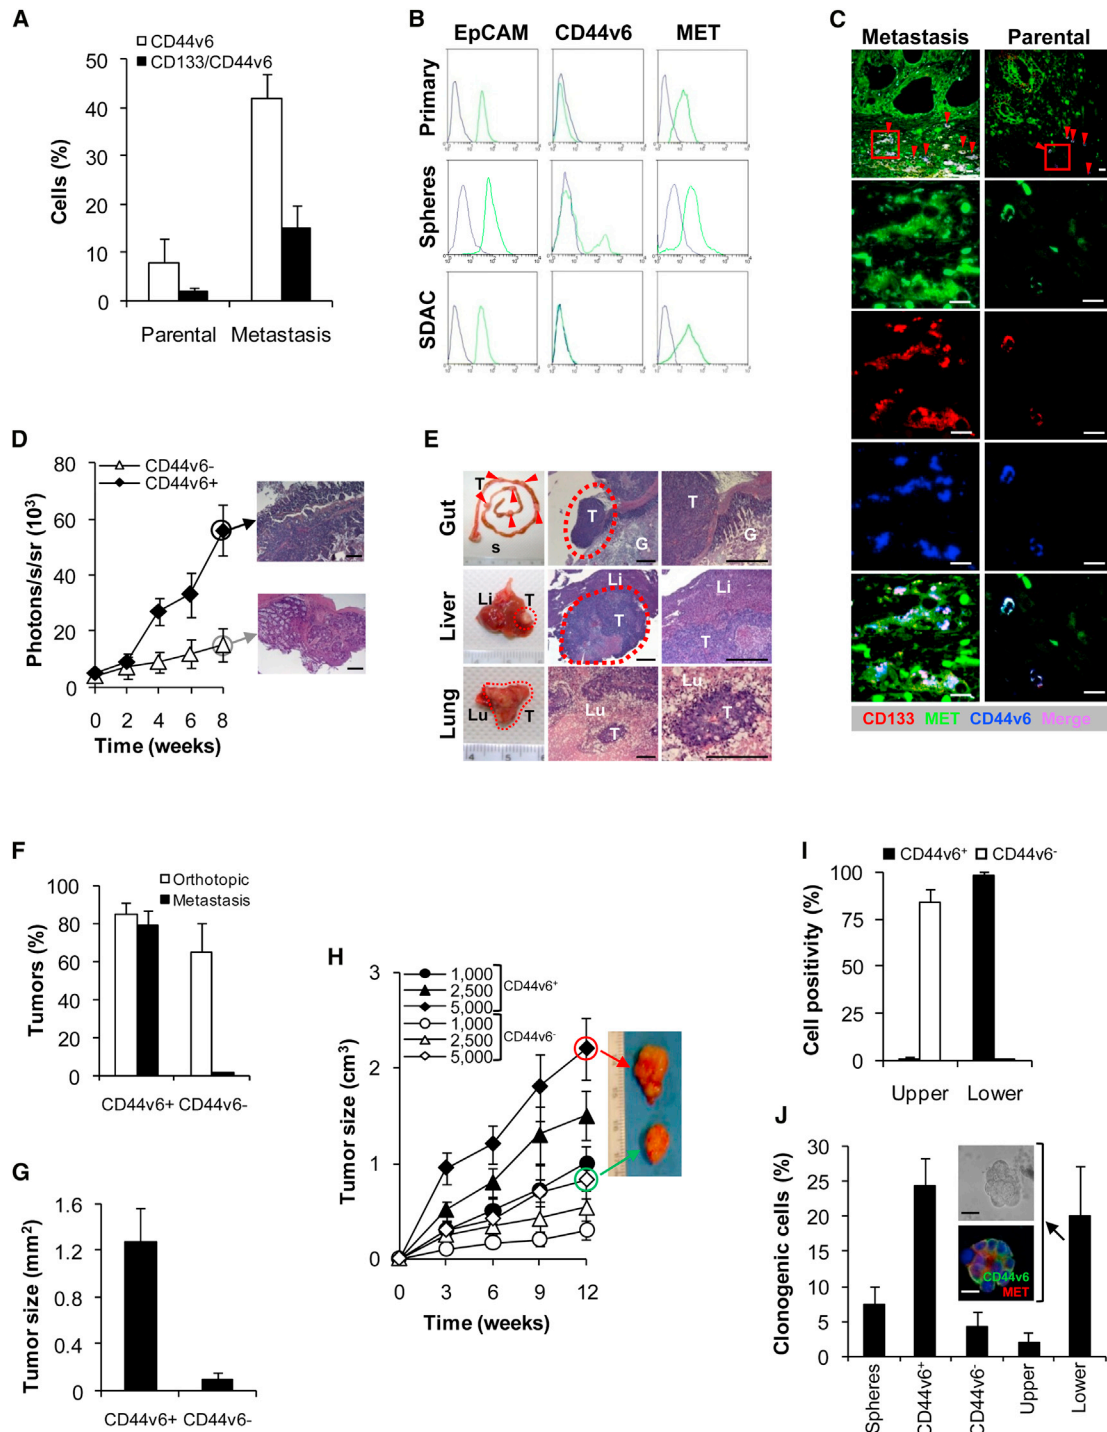 A
CD44v6
CD133/CD44v6
Cells (%)
50
40
30
20
10
0
Parental Metastasis
B
EpCAM CD44v6 MET
Primary
Spheres
SDAC
C
Metastasis Parental
CD133 MET CD44v6 Merge
D
CD44v6-
CD44v6+
Photons/s/sr (10³)
80
60
40
20
0
0 2 4 6 8
Time (weeks)
E
Gut
T
S
T
G
T
G
Liver
Li
T
Li
T
Li
T
Lung
Lu
T
Lu
T
Lu
T
4 5 6
F
Orthotopic
Metastasis
Tumors (%)
100
80
60
40
20
0
CD44v6+ CD44v6-
G
Tumor size (mm²)
1.6
1.2
0.8
0.4
0
CD44v6+ CD44v6-
H
1,000
2,500
5,000
CD44v6⁺
1,000
2,500
5,000
CD44v6⁻
Tumor size (cm³)
3
2
1
0
0 3 6 9 12
Time (weeks)
I
CD44v6⁺ CD44v6⁻
Cell positivity (%)
100
75
50
25
0
Upper Lower
J
Clonogenic cells (%)
30
25
20
15
10
5
0
CD44v6
MET
Spheres
CD44v6⁺
CD44v6⁻
Upper
Lower